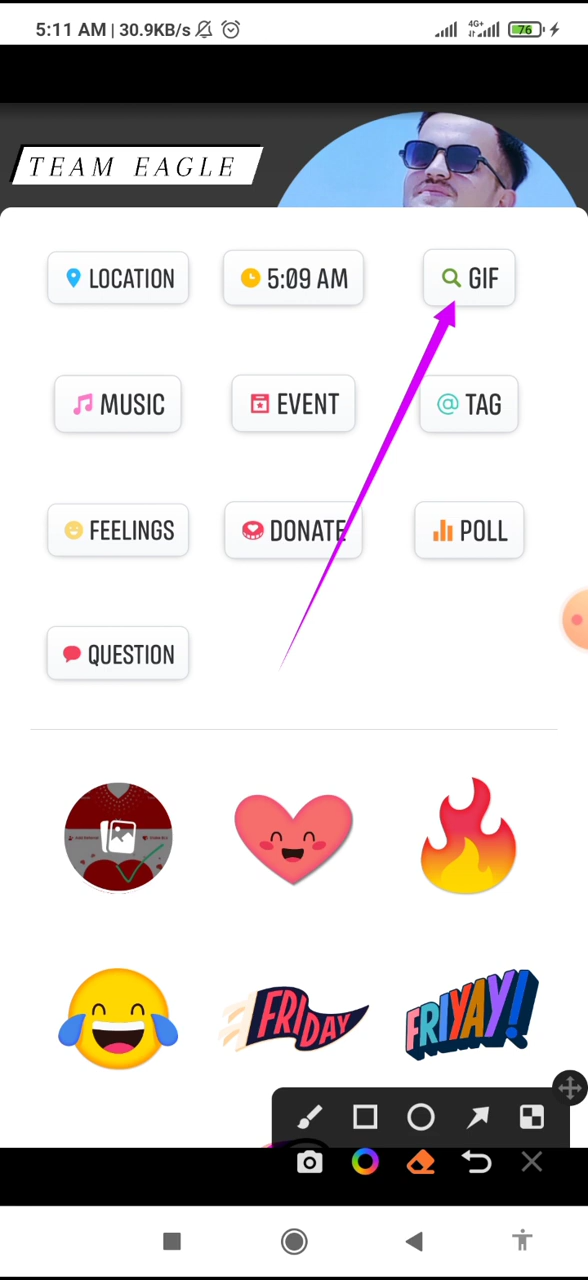 5:11 AM | 30.9KB/s 4G+ 76
TEAM EAGLE
LOCATION 5:09 AM GIF
MUSIC EVENT @ TAG
FEELINGS DONATE POLL
QUESTION
FRIDAY FRIYAY!